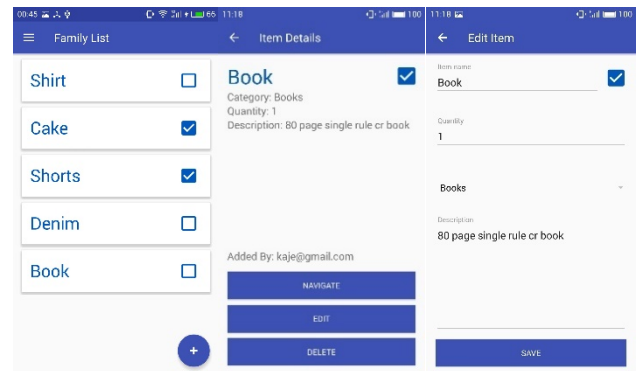 00:45
66
Family List
Shirt
Cake
Shorts
Denim
Book
+
11:18
100
Item Details
Book
Category: Books
Quantity: 1
Description: 80 page single rule cr book
Added By: kaje@gmail.com
NAVIGATE
EDIT
DELETE
11:18
100
Edit Item
Item name
Book
Quantity
1
Books
Description
80 page single rule cr book
SAVE